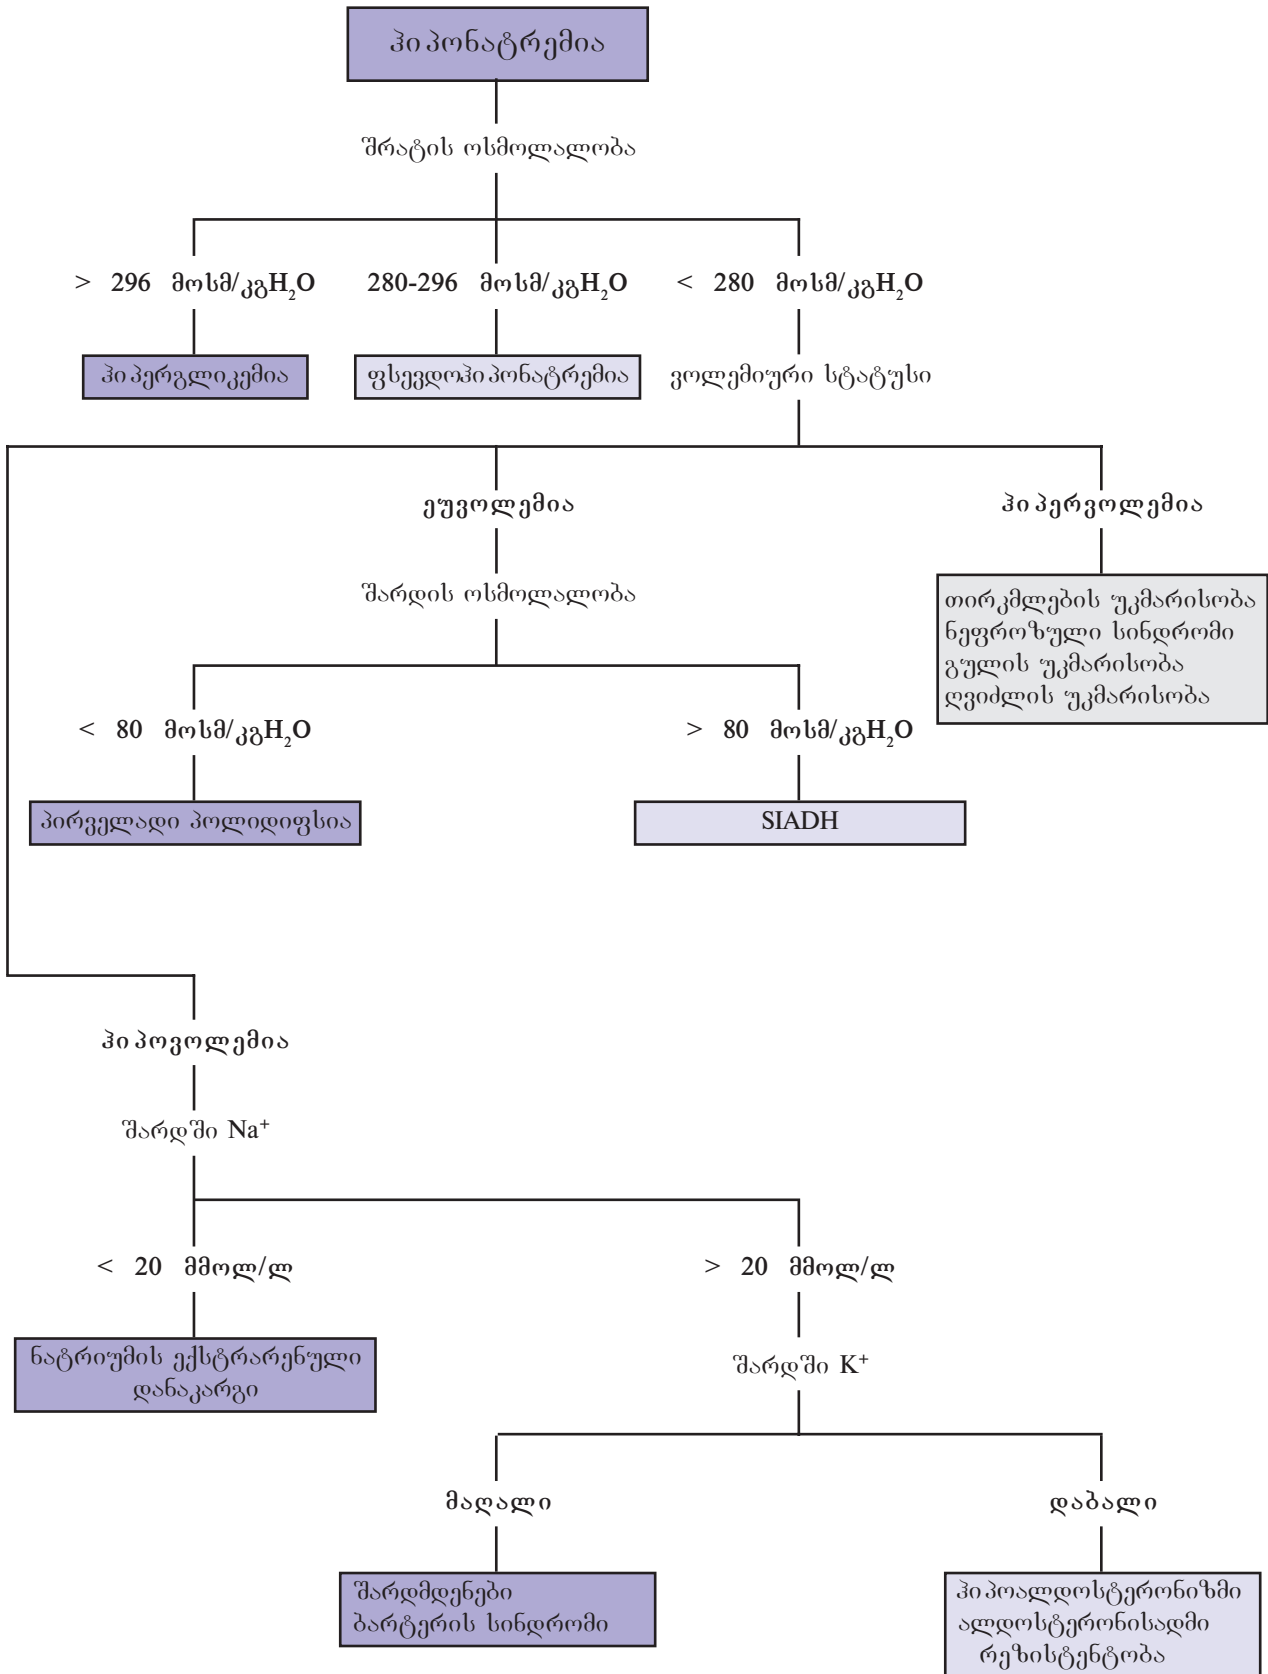 ჰიპონატრემია
შრატის ოსმოლალობა
> 296 მოსმ/კგH₂O
280-296 მოსმ/კგH₂O
< 280 მოსმ/კგH₂O
ჰიპერგლიკემია
ფსევდოჰიპონატრემია
ვოლემიური სტატუსი
ეუვოლემია
ჰიპერვოლემია
შარდის ოსმოლალობა
თირკმლების უკმარისობა
ნეფროზული სინდრომი
გულის უკმარისობა
ღვიძლის უკმარისობა
< 80 მოსმ/კგH₂O
> 80 მოსმ/კგH₂O
პირველადი პოლიდიფსია
SIADH
ჰიპოვოლემია
შარდში Na⁺
< 20 მმოლ/ლ
> 20 მმოლ/ლ
ნატრიუმის ექსტრარენული
დანაკარგი
შარდში K⁺
მაღალი
დაბალი
შარდმდენები
ბარტერის სინდრომი
ჰიპოალდოსტერონიზმი
ალდოსტერონისადმი
რეზისტენტობა